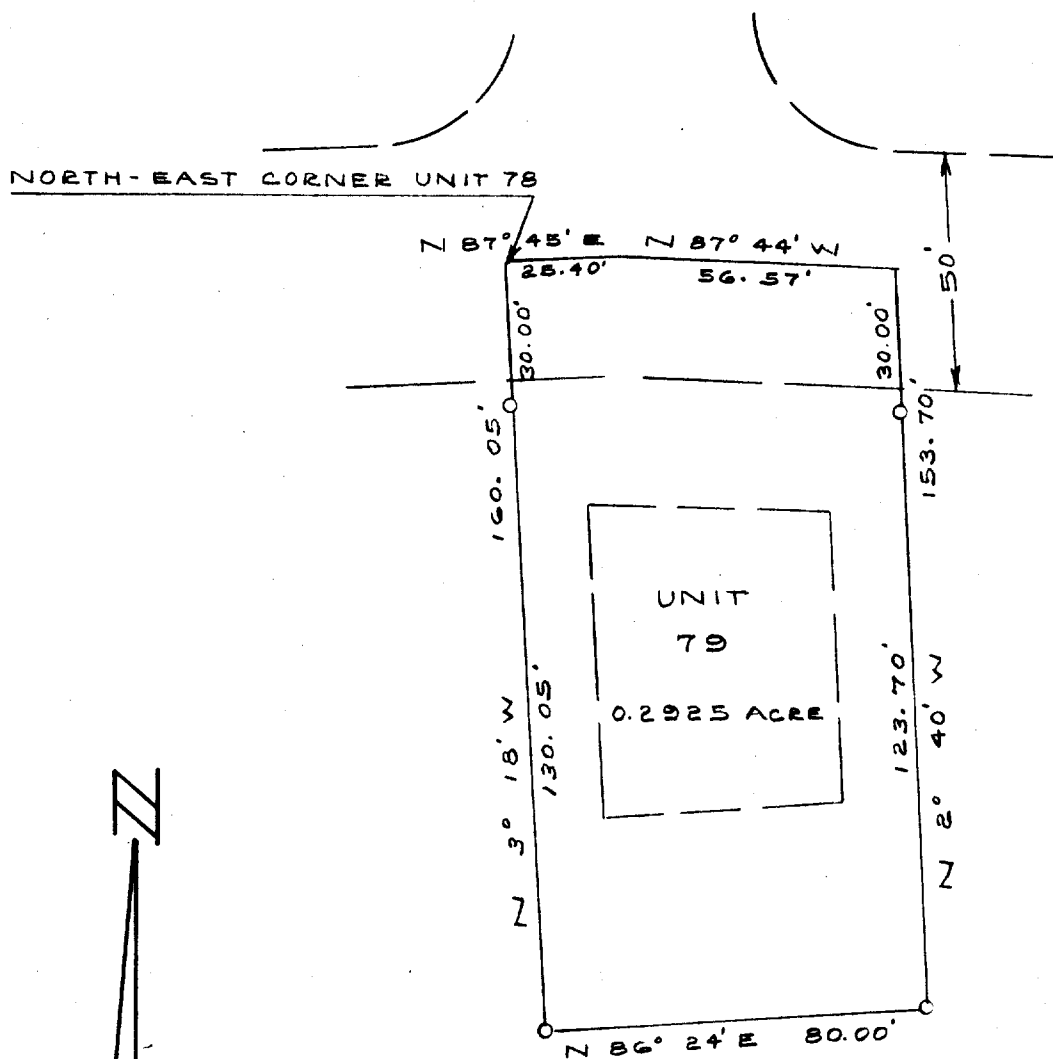 NORTH-EAST CORNER UNIT 78
N 87° 45' E N 87° 44' W
25.40' 56.57'
50'
30.00' 30.00'
160.05' 153.70'
UNIT
79
0.2925 ACRE
N 3° 18' W
130.05'
123.70'
N 2° 40' W
N
N 86° 24' E 80.00'